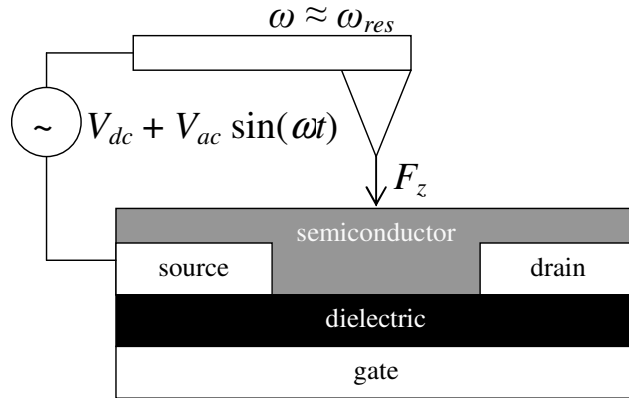 ω ≈ ω_res
~ V_dc + V_ac sin(ωt)
F_z
semiconductor
source drain
dielectric
gate